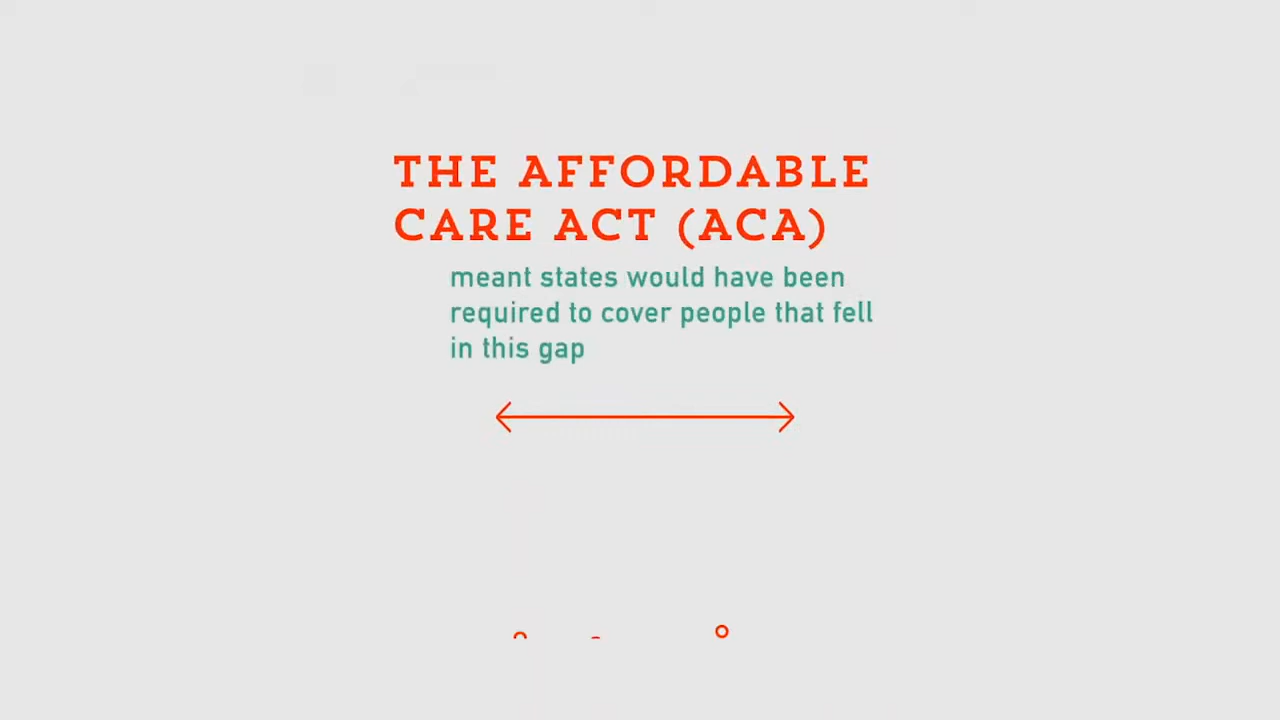 THE AFFORDABLE
CARE ACT (ACA)
meant states would have been
required to cover people that fell
in this gap